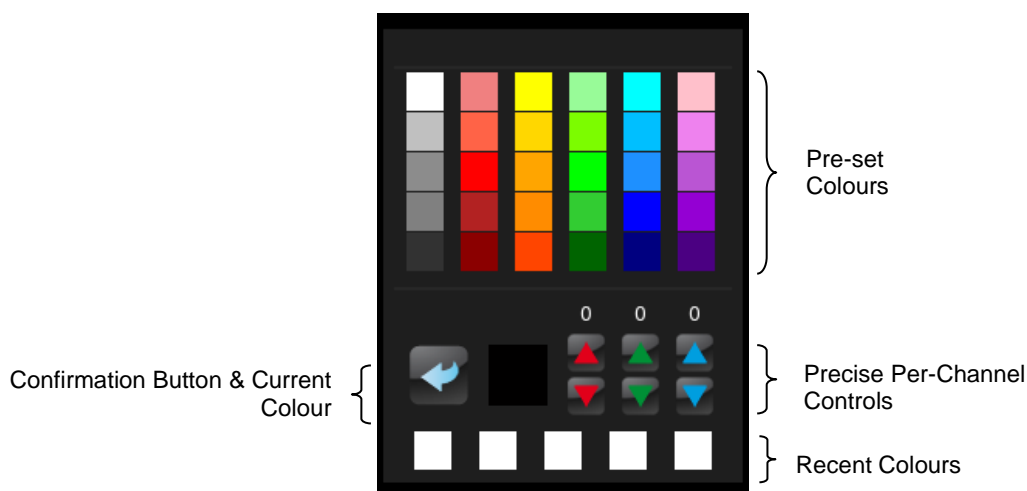 Pre-set
Colours
0 0 0
Confirmation Button & Current
Colour
Precise Per-Channel
Controls
Recent Colours